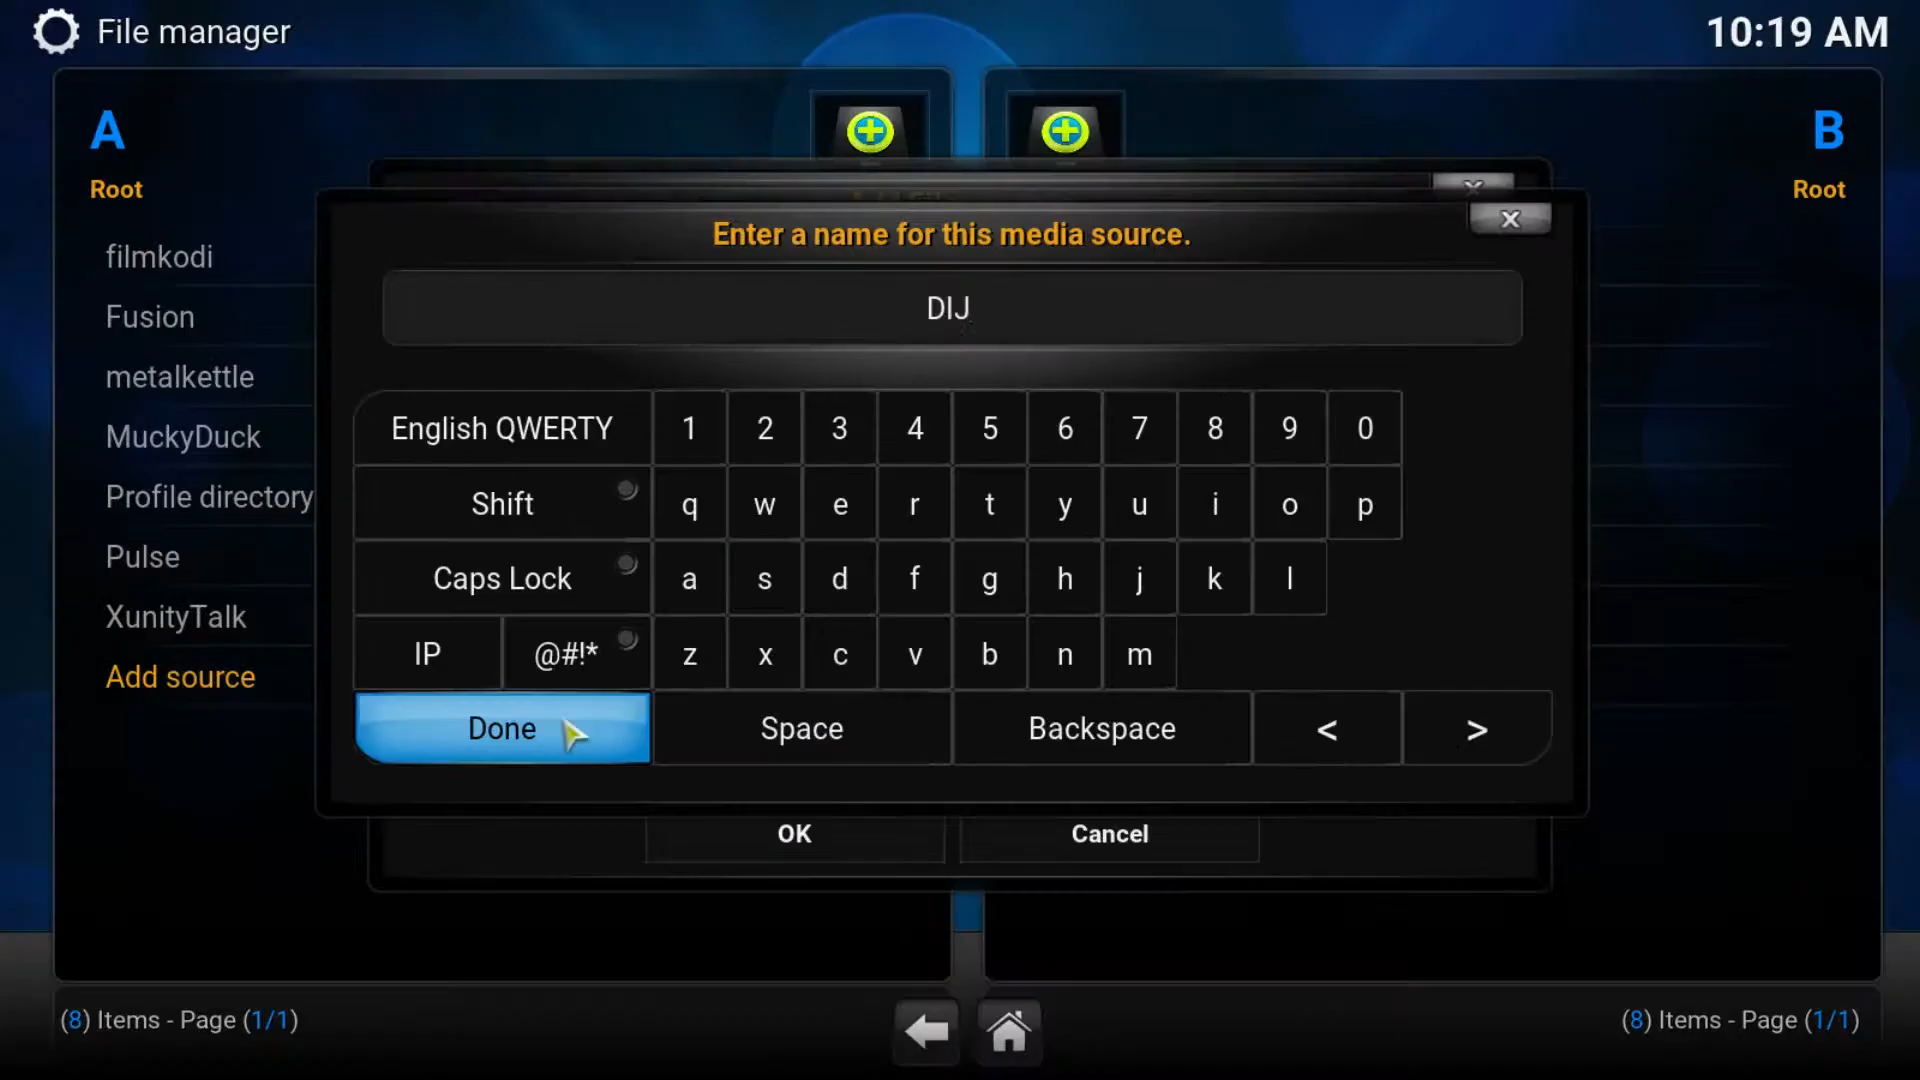 File manager
10:19 AM
A
B
Root
Root
filmkodi
Fusion
metalkettle
MuckyDuck
Profile directory
Pulse
XunityTalk
Add source
Enter a name for this media source.
x
DIJ
English QWERTY 1 2 3 4 5 6 7 8 9 0
Shift q w e r t y u i o p
Caps Lock a s d f g h j k l
IP @#!* z x c v b n m
Done Space Backspace < >
OK Cancel
(8) Items - Page (1/1)
(8) Items - Page (1/1)